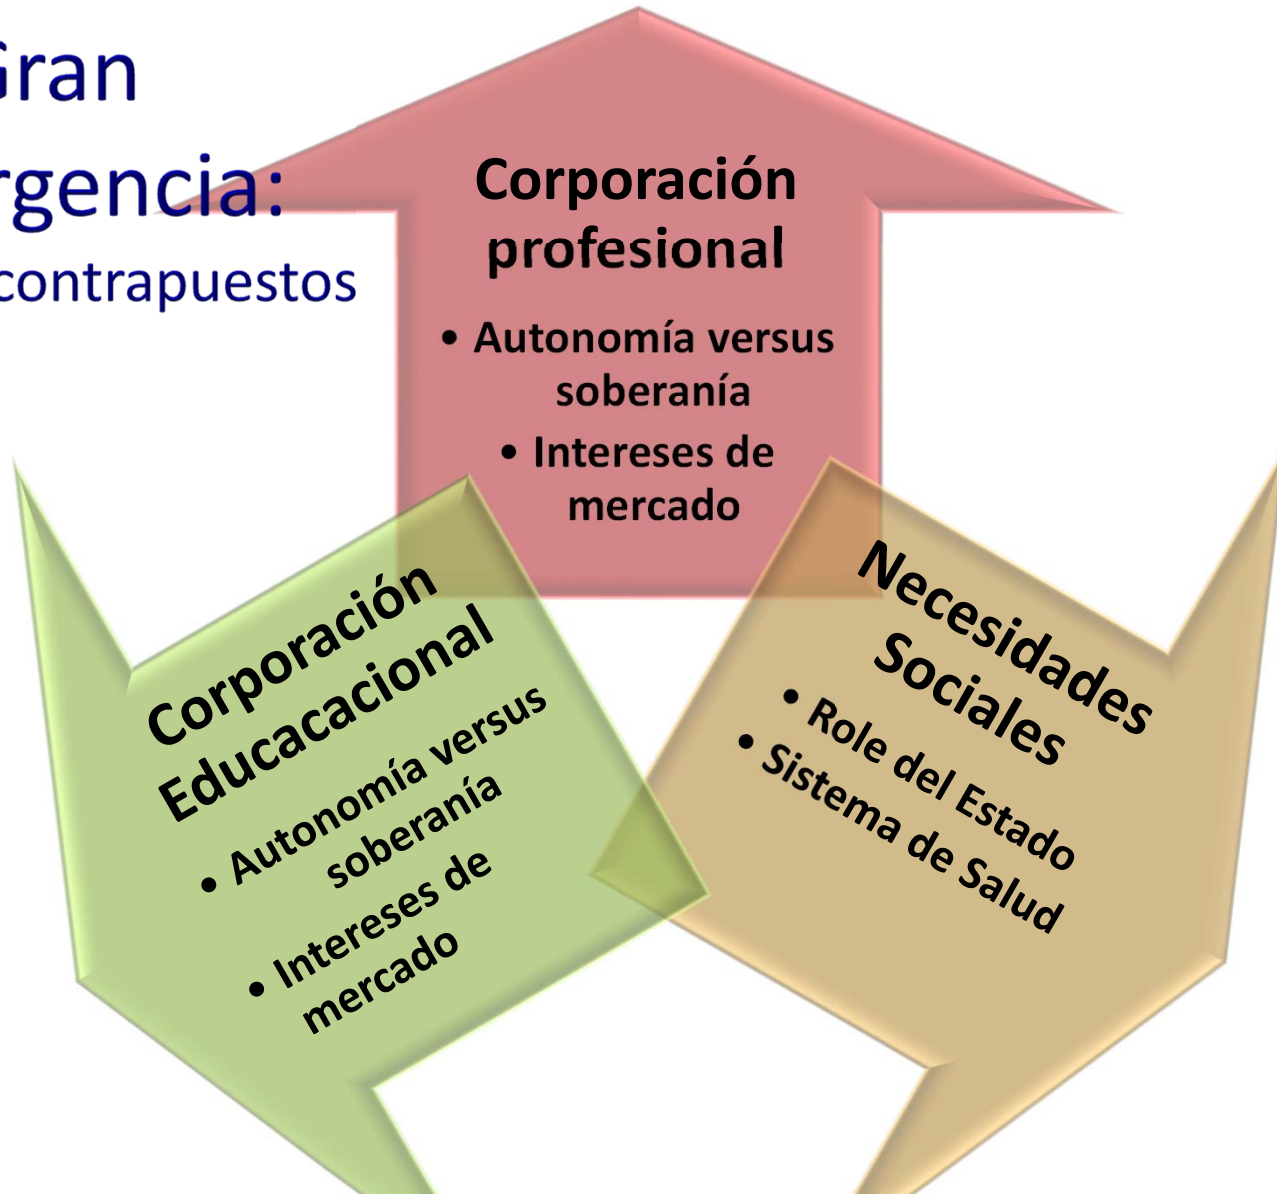 Gran
rgencia:
contrapuestos
Corporación
profesional
• Autonomía versus
soberanía
• Intereses de
mercado
Corporación
Educacacional
• Autonomía versus
soberanía
• Intereses de
mercado
Necesidades
Sociales
• Role del Estado
• Sistema de Salud